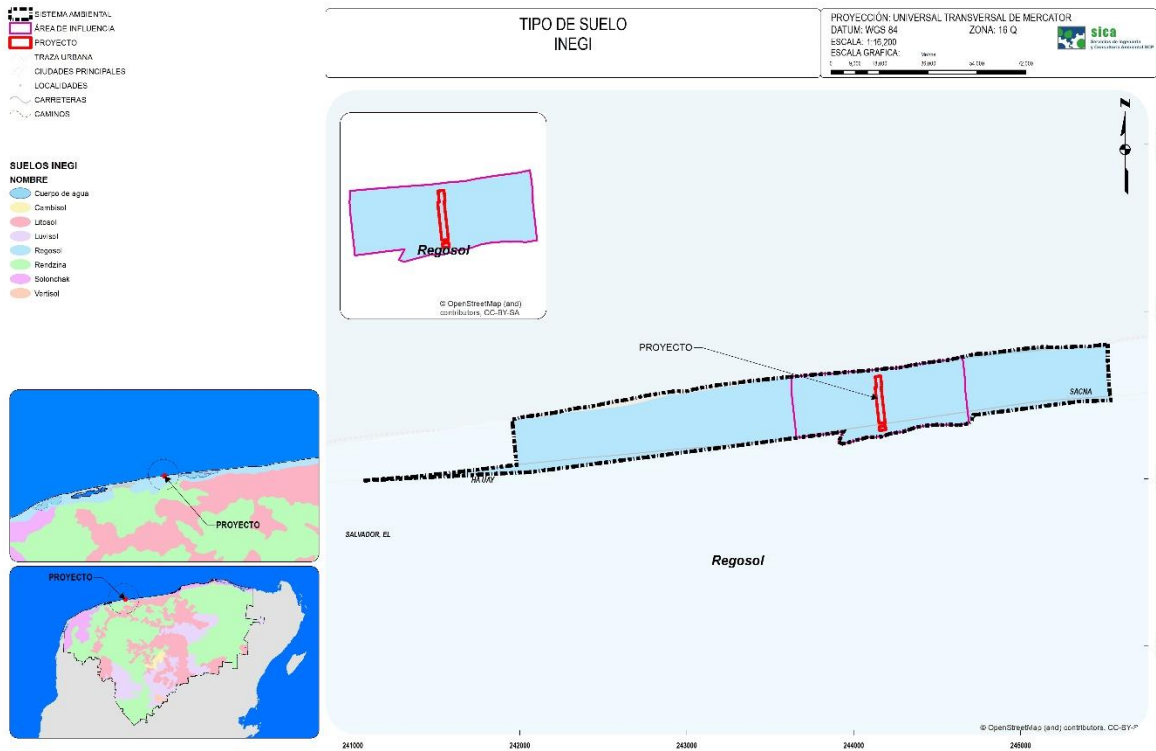 SISTEMA AMBIENTAL
ÁREA DE INFLUENCIA
PROYECTO
TRAZA URBANA
CIUDADES PRINCIPALES
LOCALIDADES
CARRETERAS
CAMINOS
SUELOS INEGI
NOMBRE
Cuerpo de agua
Cambisol
Litosol
Luvisol
Regosol
Rendzina
Solonchak
Vertisol
TIPO DE SUELO
INEGI
PROYECCIÓN: UNIVERSAL TRANSVERSAL DE MERCATOR
DATUM: WGS 84 ZONA: 16 Q
ESCALA: 1:16,200
ESCALA GRAFICA:
sica
Regosol
© OpenStreetMap (and)
contributors, CC-BY-SA
N
PROYECTO
SACNA
HA UAY
SALVADOR, EL
Regosol
PROYECTO
PROYECTO
© OpenStreetMap (and) contributors, CC-BY-
241000
242000
243000
244000
245000